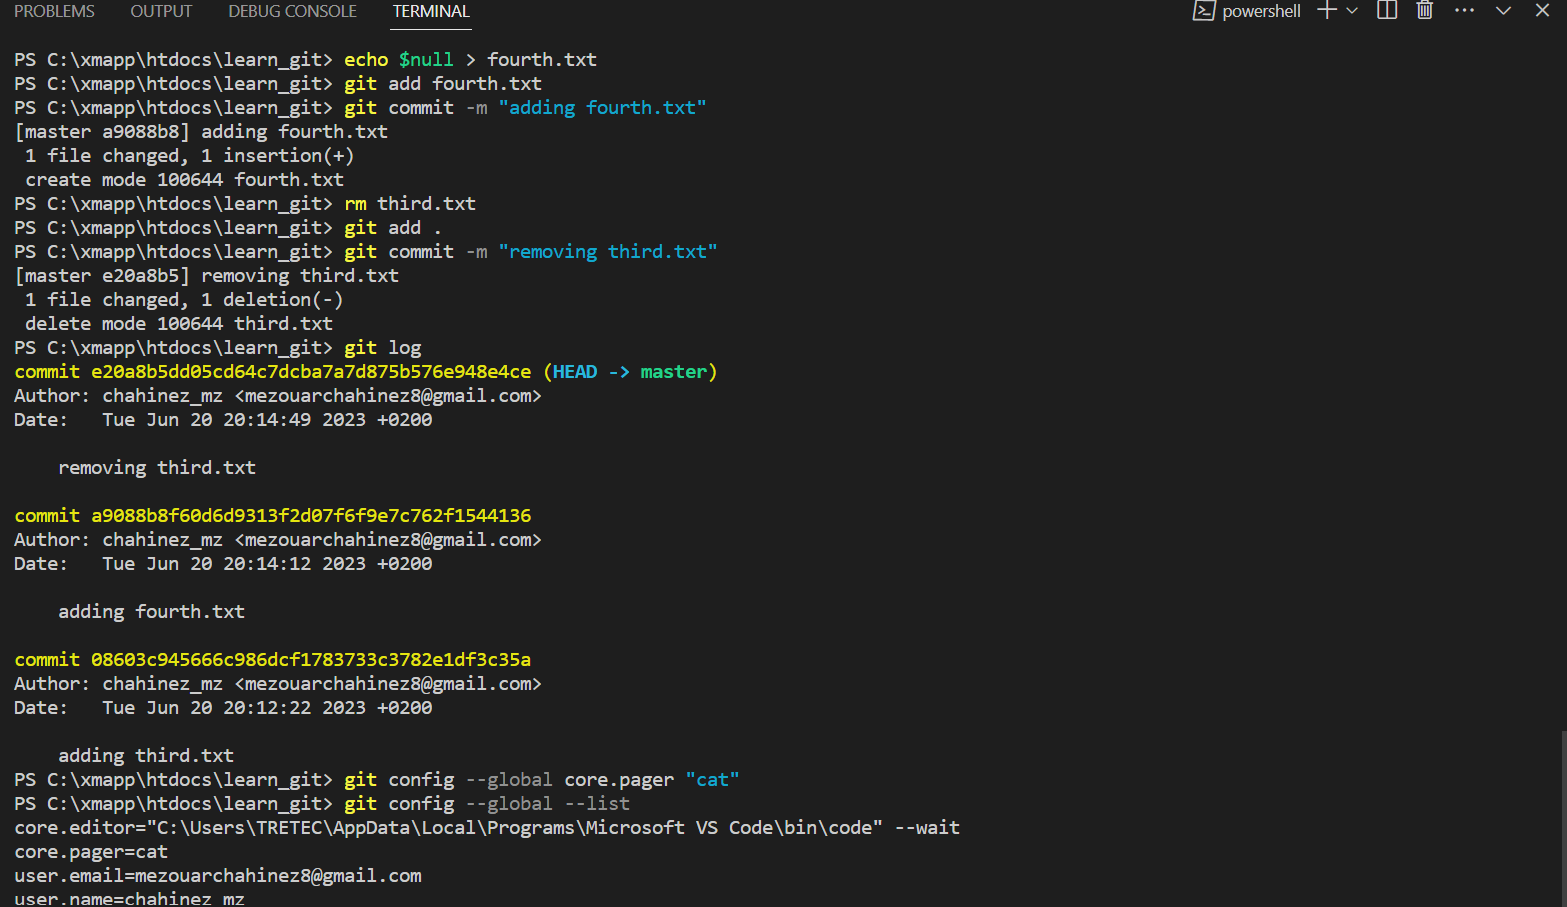 PROBLEMS OUTPUT DEBUG CONSOLE TERMINAL powershell
PS C:\xmapp\htdocs\learn_git> echo $null > fourth.txt
PS C:\xmapp\htdocs\learn_git> git add fourth.txt
PS C:\xmapp\htdocs\learn_git> git commit -m "adding fourth.txt"
[master a9088b8] adding fourth.txt
 1 file changed, 1 insertion(+)
 create mode 100644 fourth.txt
PS C:\xmapp\htdocs\learn_git> rm third.txt
PS C:\xmapp\htdocs\learn_git> git add .
PS C:\xmapp\htdocs\learn_git> git commit -m "removing third.txt"
[master e20a8b5] removing third.txt
 1 file changed, 1 deletion(-)
 delete mode 100644 third.txt
PS C:\xmapp\htdocs\learn_git> git log
commit e20a8b5dd05cd64c7dcba7a7d875b576e948e4ce (HEAD -> master)
Author: chahinez_mz <mezouarchahinez8@gmail.com>
Date:   Tue Jun 20 20:14:49 2023 +0200
    removing third.txt
commit a9088b8f60d6d9313f2d07f6f9e7c762f1544136
Author: chahinez_mz <mezouarchahinez8@gmail.com>
Date:   Tue Jun 20 20:14:12 2023 +0200
    adding fourth.txt
commit 08603c945666c986dcf1783733c3782e1df3c35a
Author: chahinez_mz <mezouarchahinez8@gmail.com>
Date:   Tue Jun 20 20:12:22 2023 +0200
    adding third.txt
PS C:\xmapp\htdocs\learn_git> git config --global core.pager "cat"
PS C:\xmapp\htdocs\learn_git> git config --global --list
core.editor="C:\Users\TRETEC\AppData\Local\Programs\Microsoft VS Code\bin\code" --wait
core.pager=cat
user.email=mezouarchahinez8@gmail.com
user.name=chahinez_mz